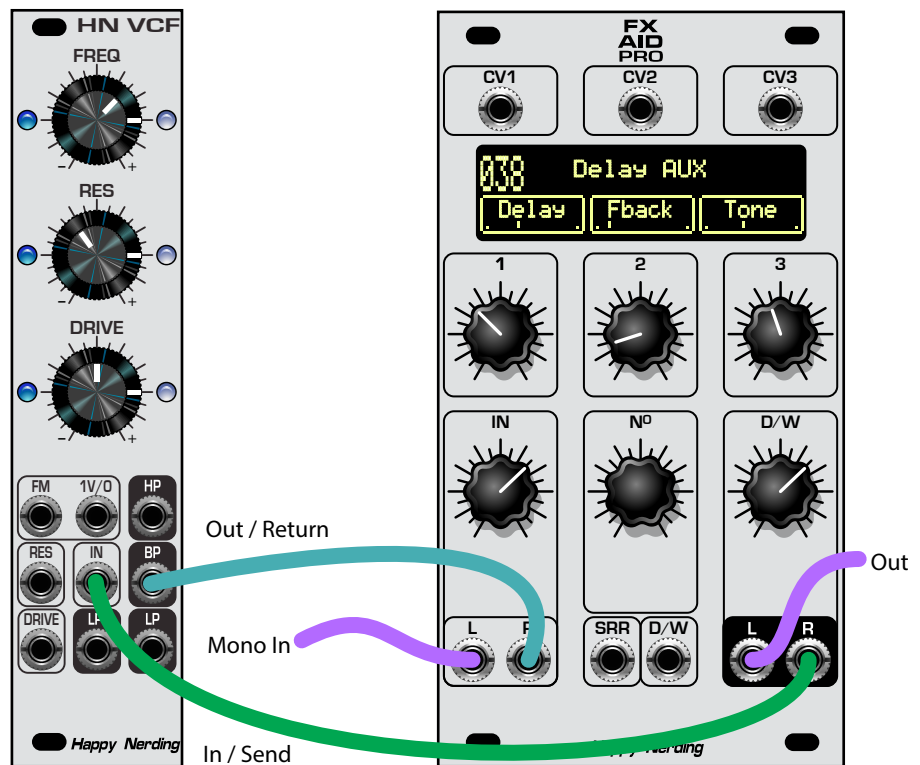 HN VCF
FREQ
- +
RES
- +
DRIVE
- +
FM 1V/O HP
RES IN BP
DRIVE LP
Happy Nerding
Out / Return
Mono In
In / Send
FX
AID
PRO
CV1 CV2 CV3
038 Delay AUX
Delay Fback Tone
1 2 3
IN Nº D/W
L SRR D/W L R
Out
Happy Nerding